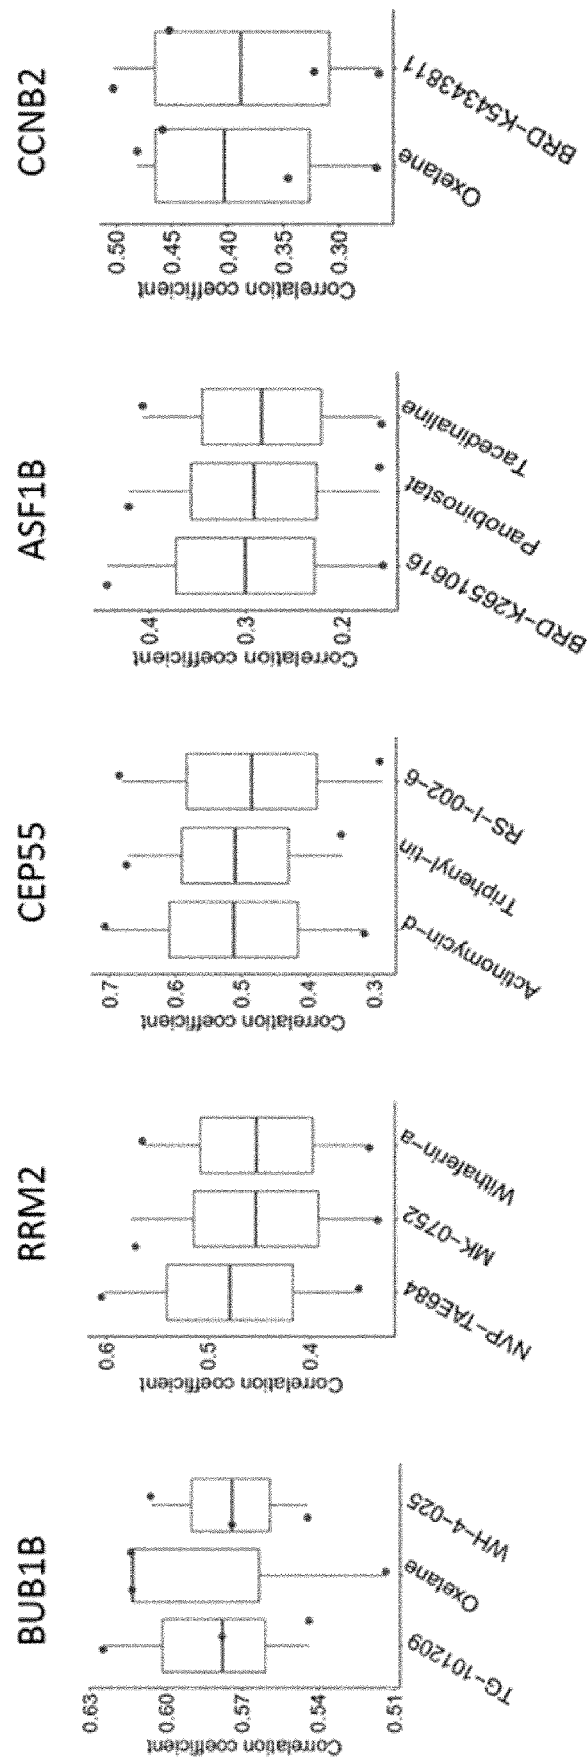 BUB1B
Correlation coefficient
0.63
0.60
0.57
0.54
0.51
TG-101209
Oxetane
WH-4-025
RRM2
Correlation coefficient
0.6
0.5
0.4
NVP-TAE684
MK-0752
Withaferin-a
CEP55
Correlation coefficient
0.7
0.6
0.5
0.4
0.3
Actinomycin-d
Triphenyl-tin
RS-I-002-6
ASF1B
Correlation coefficient
0.4
0.3
0.2
BRD-K26510616
Panobinostat
Tacedinaline
CCNB2
Correlation coefficient
0.50
0.45
0.40
0.35
0.30
Oxetane
BRD-K54343811